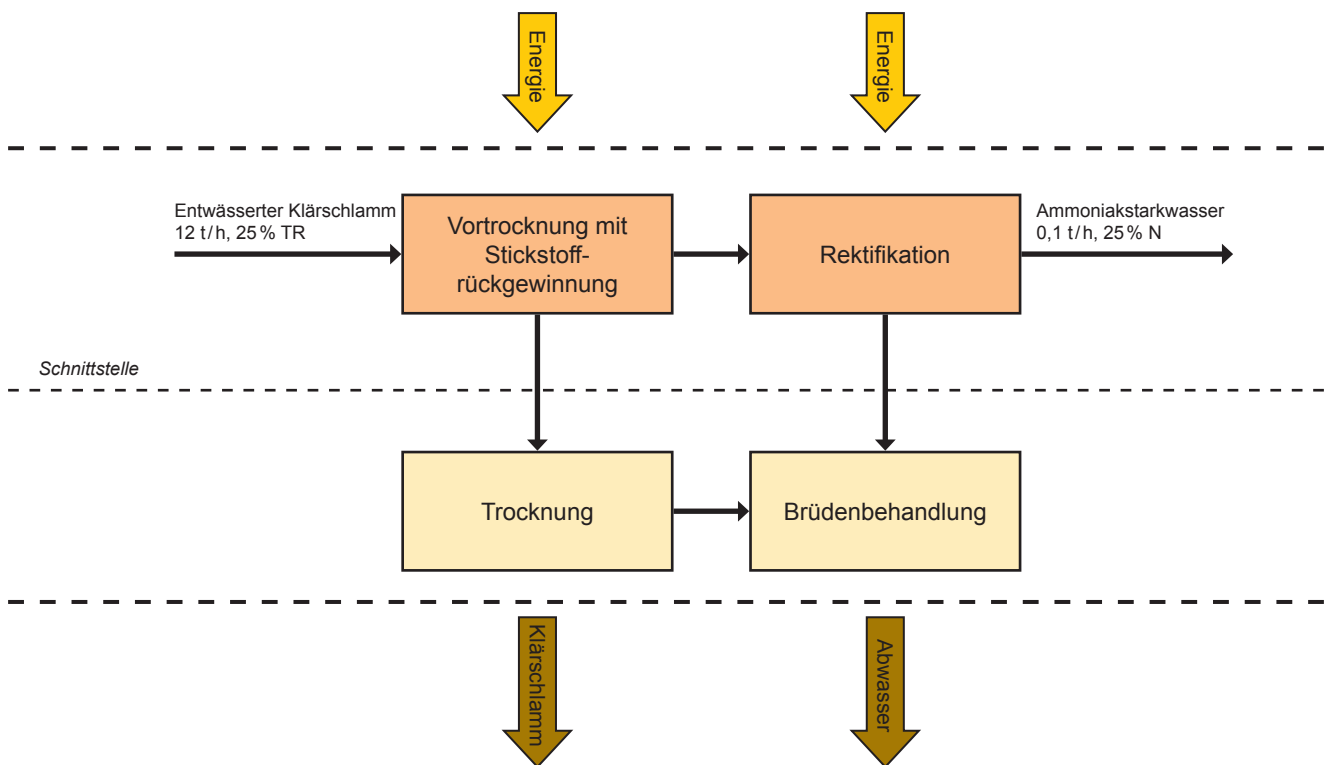 Energie
Energie
Entwässerter Klärschlamm
12 t/h, 25 % TR
Vortrocknung mit
Stickstoff-
rückgewinnung
Rektifikation
Ammoniakstarkwasser
0,1 t/h, 25 % N
Schnittstelle
Trocknung
Brüdenbehandlung
Klärschlamm
Abwasser